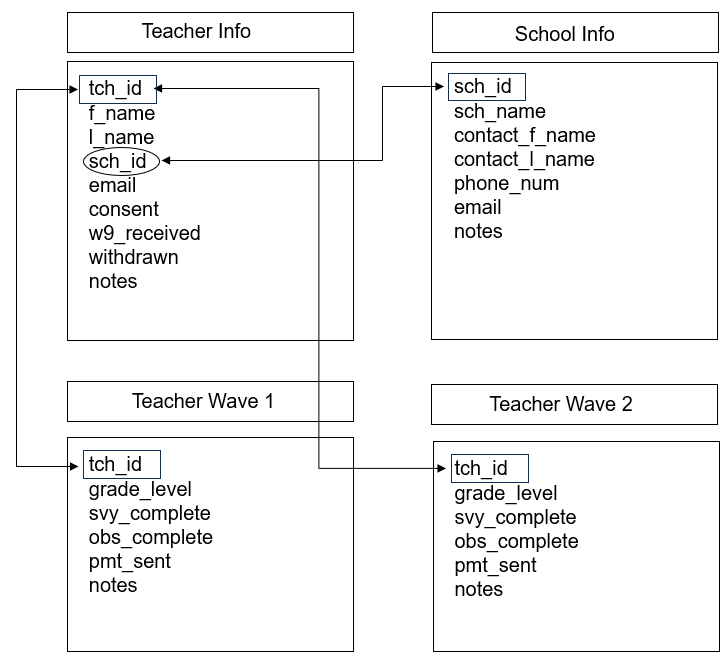 Teacher Info
tch_id
f_name
l_name
sch_id
email
consent
w9_received
withdrawn
notes
School Info
sch_id
sch_name
contact_f_name
contact_l_name
phone_num
email
notes
Teacher Wave 1
tch_id
grade_level
svy_complete
obs_complete
pmt_sent
notes
Teacher Wave 2
tch_id
grade_level
svy_complete
obs_complete
pmt_sent
notes